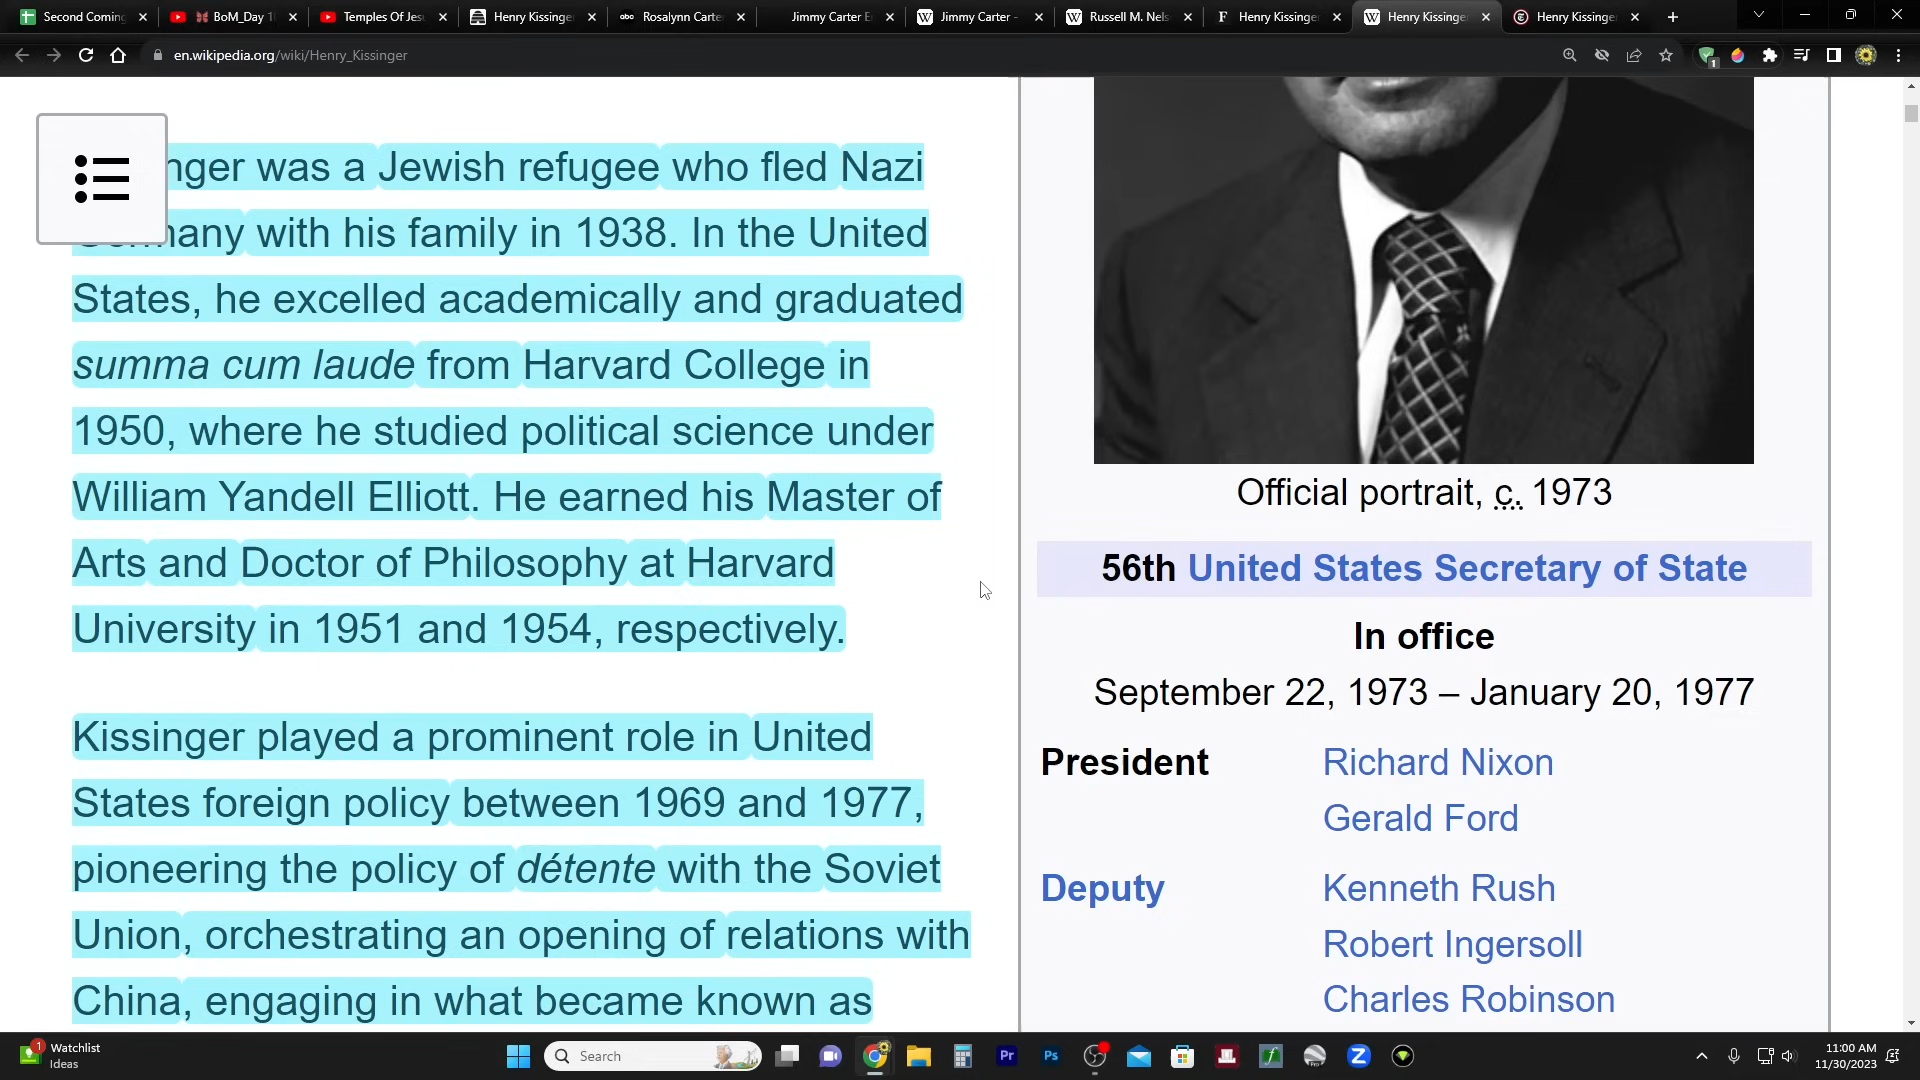 Second Coming
BoM_Day 1
Temples Of Jes
Henry Kissinge
abc
Rosalynn Carte
Jimmy Carter E
Jimmy Carter -
Russell M. Nels
Henry Kissinge
Henry Kissinge
Henry Kissinge
en.wikipedia.org/wiki/Henry_Kissinger
1
nger was a Jewish refugee who fled Nazi
Germany with his family in 1938. In the United
States, he excelled academically and graduated
summa cum laude from Harvard College in
1950, where he studied political science under
William Yandell Elliott. He earned his Master of
Arts and Doctor of Philosophy at Harvard
University in 1951 and 1954, respectively.
Kissinger played a prominent role in United
States foreign policy between 1969 and 1977,
pioneering the policy of détente with the Soviet
Union, orchestrating an opening of relations with
China, engaging in what became known as
Official portrait, c. 1973
56th United States Secretary of State
In office
September 22, 1973 – January 20, 1977
President Richard Nixon
Gerald Ford
Deputy Kenneth Rush
Robert Ingersoll
Charles Robinson
1
Watchlist
Ideas
Search
Pr
Ps
Z
11:00 AM
11/30/2023